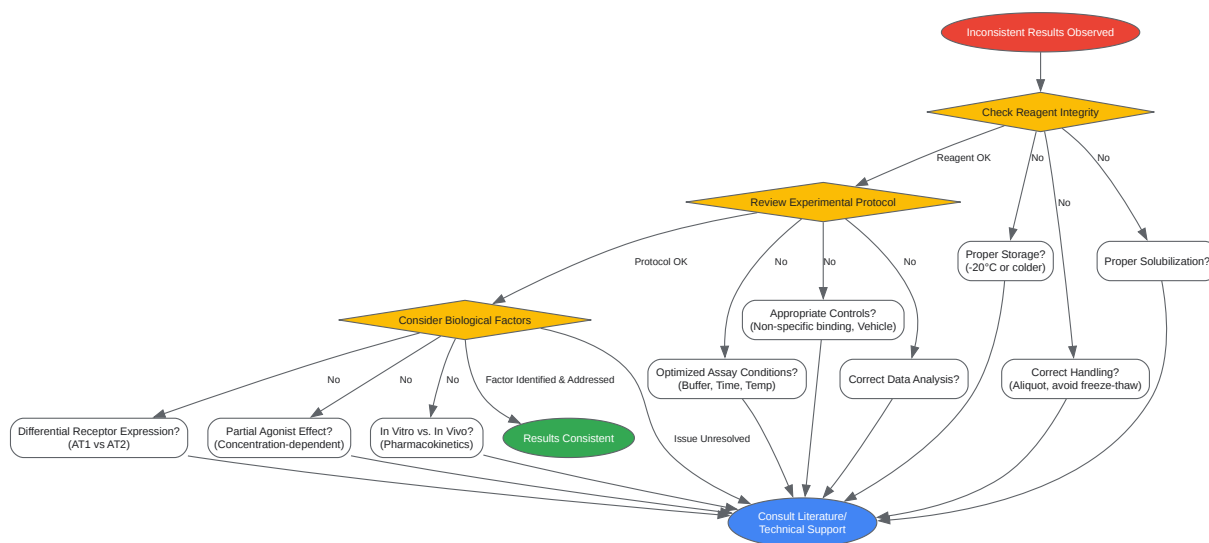 Inconsistent Results Observed
Check Reagent Integrity
Reagent OK
No
No
No
Review Experimental Protocol
Proper Storage?
(-20°C or colder)
Proper Solubilization?
Protocol OK
No
No
No
Consider Biological Factors
Appropriate Controls?
(Non-specific binding, Vehicle)
Optimized Assay Conditions?
(Buffer, Time, Temp)
Correct Data Analysis?
Correct Handling?
(Aliquot, avoid freeze-thaw)
No
No
No
Factor Identified & Addressed
Issue Unresolved
Differential Receptor Expression?
(AT1 vs AT2)
Partial Agonist Effect?
(Concentration-dependent)
In Vitro vs. In Vivo?
(Pharmacokinetics)
Results Consistent
Consult Literature/
Technical Support